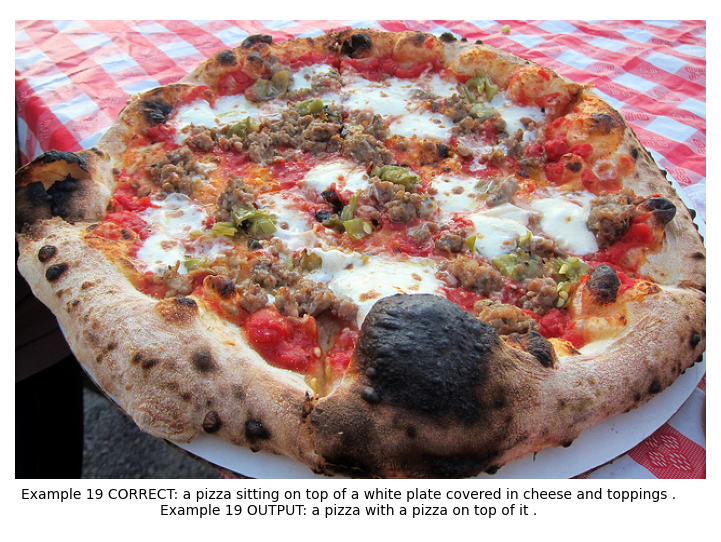 Example 19 CORRECT: a pizza sitting on top of a white plate covered in cheese and toppings .
Example 19 OUTPUT: a pizza with a pizza on top of it .